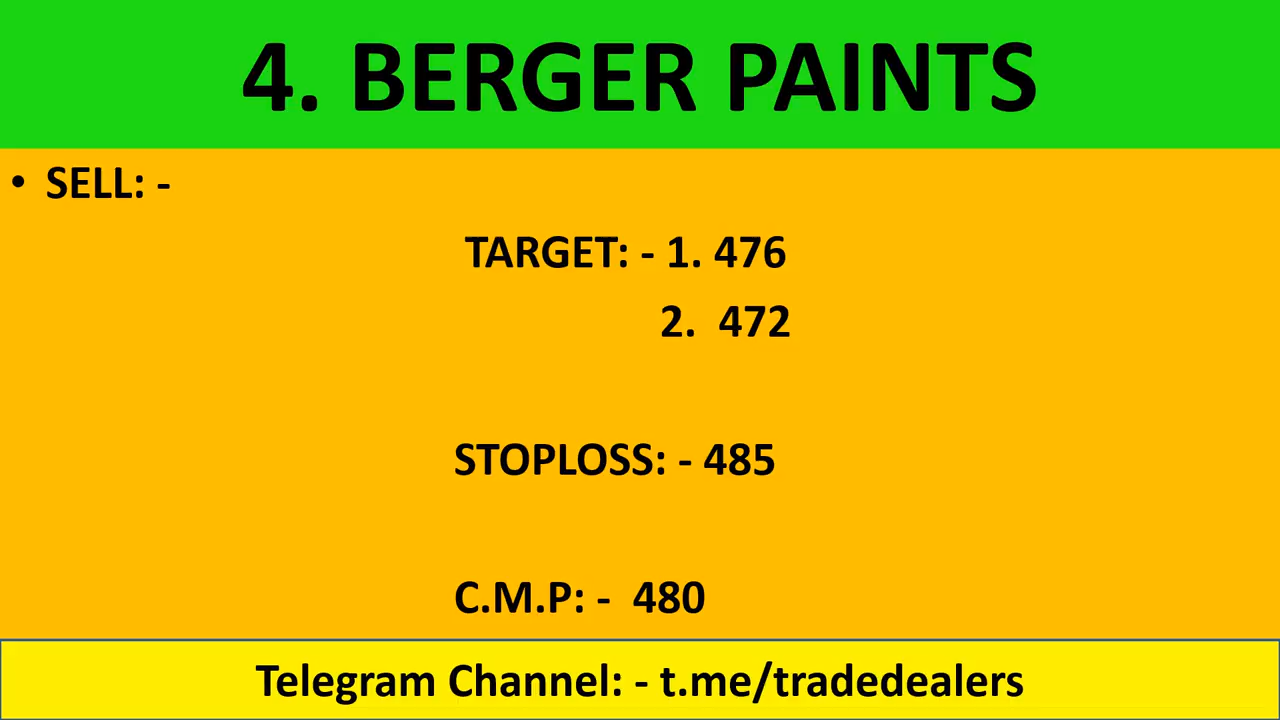 4. BERGER PAINTS
• SELL: -
TARGET: - 1. 476
2. 472
STOPLOSS: - 485
C.M.P: - 480
Telegram Channel: - t.me/tradedealers